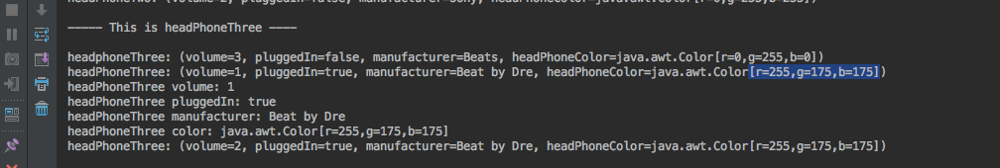 headPhoneTwo: (volume=2, pluggedIn=false, manufacturer=Sony, headPhoneColor=java.awt.Color[r=0,g=255,b=255])
————— This is headPhoneThree ————
headphoneThree: (volume=3, pluggedIn=false, manufacturer=Beats, headPhoneColor=java.awt.Color[r=0,g=255,b=0])
headphoneThree: (volume=1, pluggedIn=true, manufacturer=Beat by Dre, headPhoneColor=java.awt.Color[r=255,g=175,b=175])
headPhoneThree volume: 1
headPhoneThree pluggedIn: true
headPhoneThree manufacturer: Beat by Dre
headPhoneThree color: java.awt.Color[r=255,g=175,b=175]
headPhoneThree: (volume=2, pluggedIn=true, manufacturer=Beat by Dre, headPhoneColor=java.awt.Color[r=255,g=175,b=175])